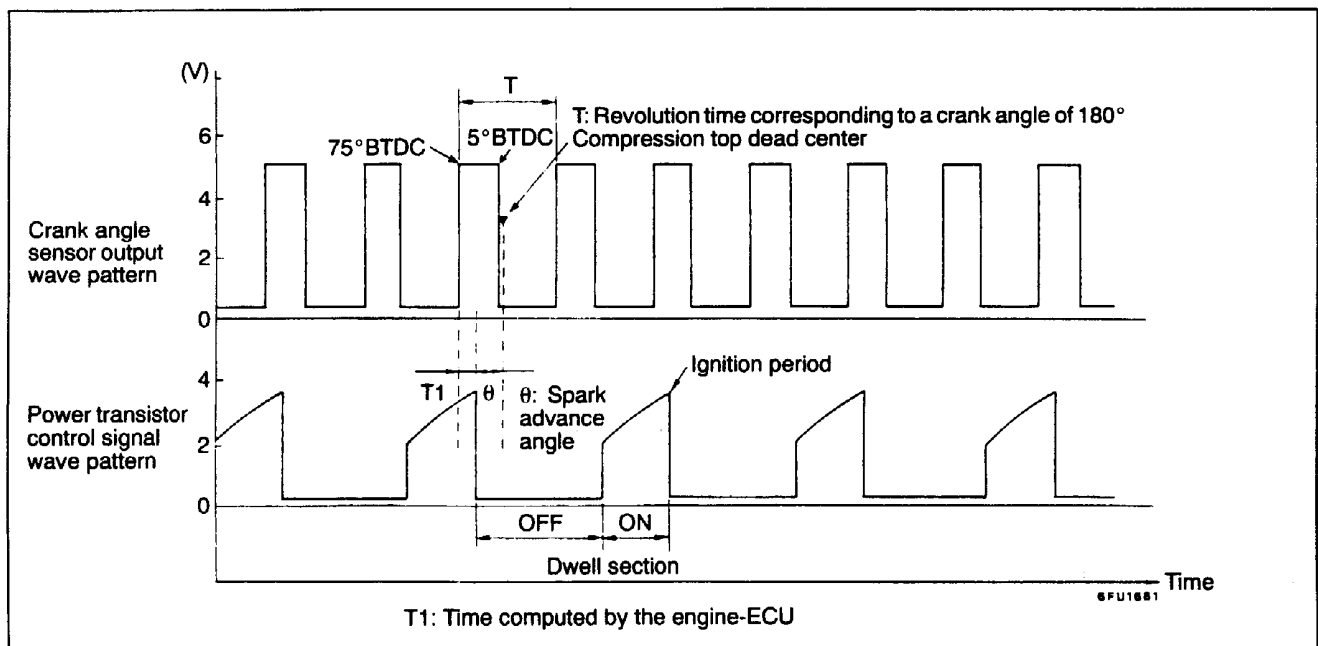 (V)
T
T: Revolution time corresponding to a crank angle of 180°
75°BTDC
5°BTDC
Compression top dead center
6
4
2
0
Crank angle
sensor output
wave pattern
4
2
0
Power transistor
control signal
wave pattern
T1
θ
θ: Spark
advance
angle
Ignition period
OFF
ON
Dwell section
Time
6FU1681
T1: Time computed by the engine-ECU